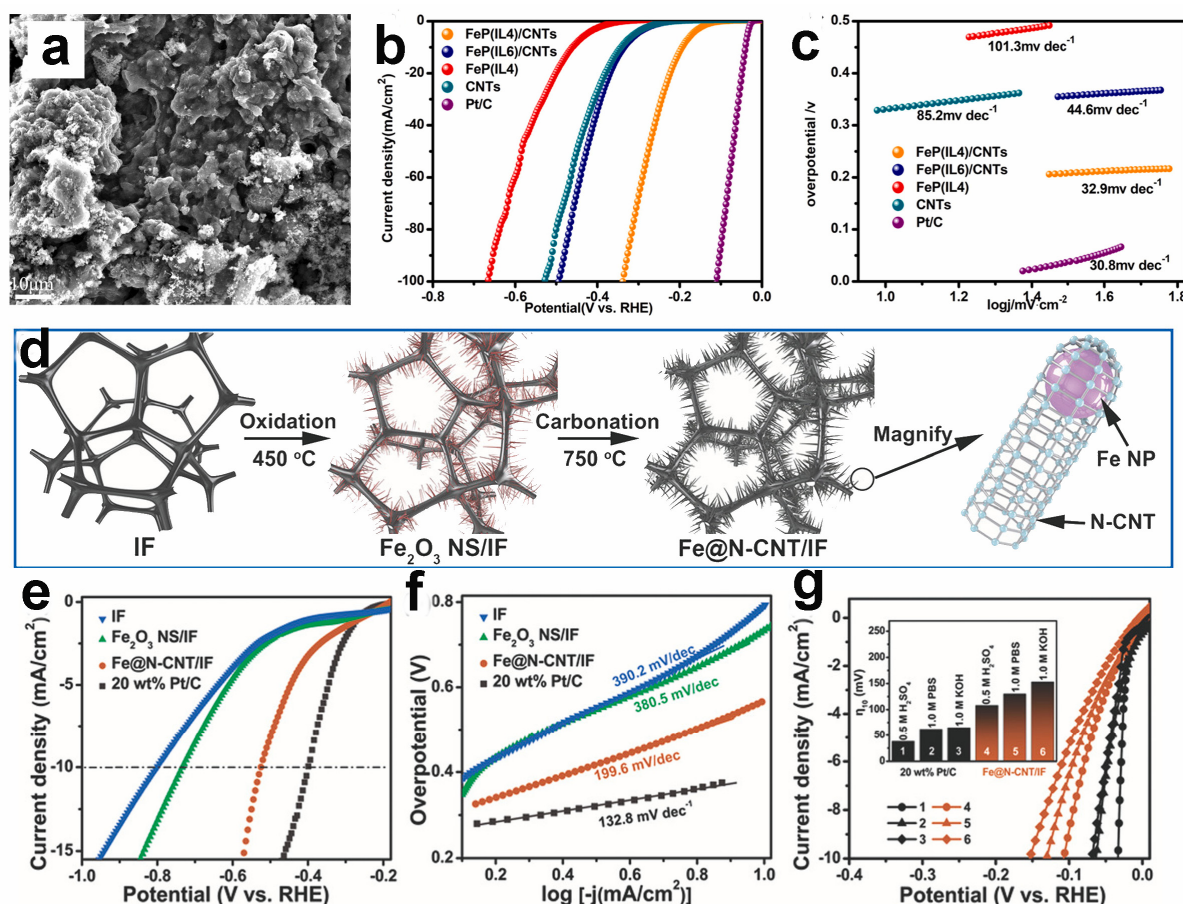 a
10μm
b
FeP(IL4)/CNTs
FeP(IL6)/CNTs
FeP(IL4)
CNTs
Pt/C
Current density(mA/cm²)
0
-20
-40
-60
-80
-100
-0.8
-0.6
-0.4
-0.2
0.0
Potential(V vs. RHE)
c
overpotential /v
0.5
0.4
0.3
0.2
0.1
0.0
101.3mv dec⁻¹
85.2mv dec⁻¹
44.6mv dec⁻¹
FeP(IL4)/CNTs
FeP(IL6)/CNTs
FeP(IL4)
CNTs
Pt/C
32.9mv dec⁻¹
30.8mv dec⁻¹
1.0
1.2
1.4
1.6
1.8
logj/mV·cm⁻²
d
IF
Oxidation
450 °C
Fe₂O₃ NS/IF
Carbonation
750 °C
Fe@N-CNT/IF
Magnify
Fe NP
N-CNT
e
IF
Fe₂O₃ NS/IF
Fe@N-CNT/IF
20 wt% Pt/C
Current density (mA/cm²)
0
-5
-10
-15
-1.0
-0.8
-0.6
-0.4
-0.2
Potential (V vs. RHE)
f
IF
Fe₂O₃ NS/IF
Fe@N-CNT/IF
20 wt% Pt/C
Overpotential (V)
0.8
0.6
0.4
0.2
390.2 mV/dec
380.5 mV/dec
199.6 mV/dec
132.8 mV dec⁻¹
0.2
0.4
0.6
0.8
1.0
log [-j(mA/cm²)]
g
Current density (mA/cm²)
0
-2
-4
-6
-8
-10
η₁₀ (mV)
250
200
150
100
50
0
0.5 M H₂SO₄
1.0 M PBS
1.0 M KOH
0.5 M H₂SO₄
1.0 M PBS
1.0 M KOH
1
2
3
4
5
6
20 wt% Pt/C
Fe@N-CNT/IF
1
4
2
5
3
6
-0.4
-0.3
-0.2
-0.1
0.0
Potential (V vs. RHE)